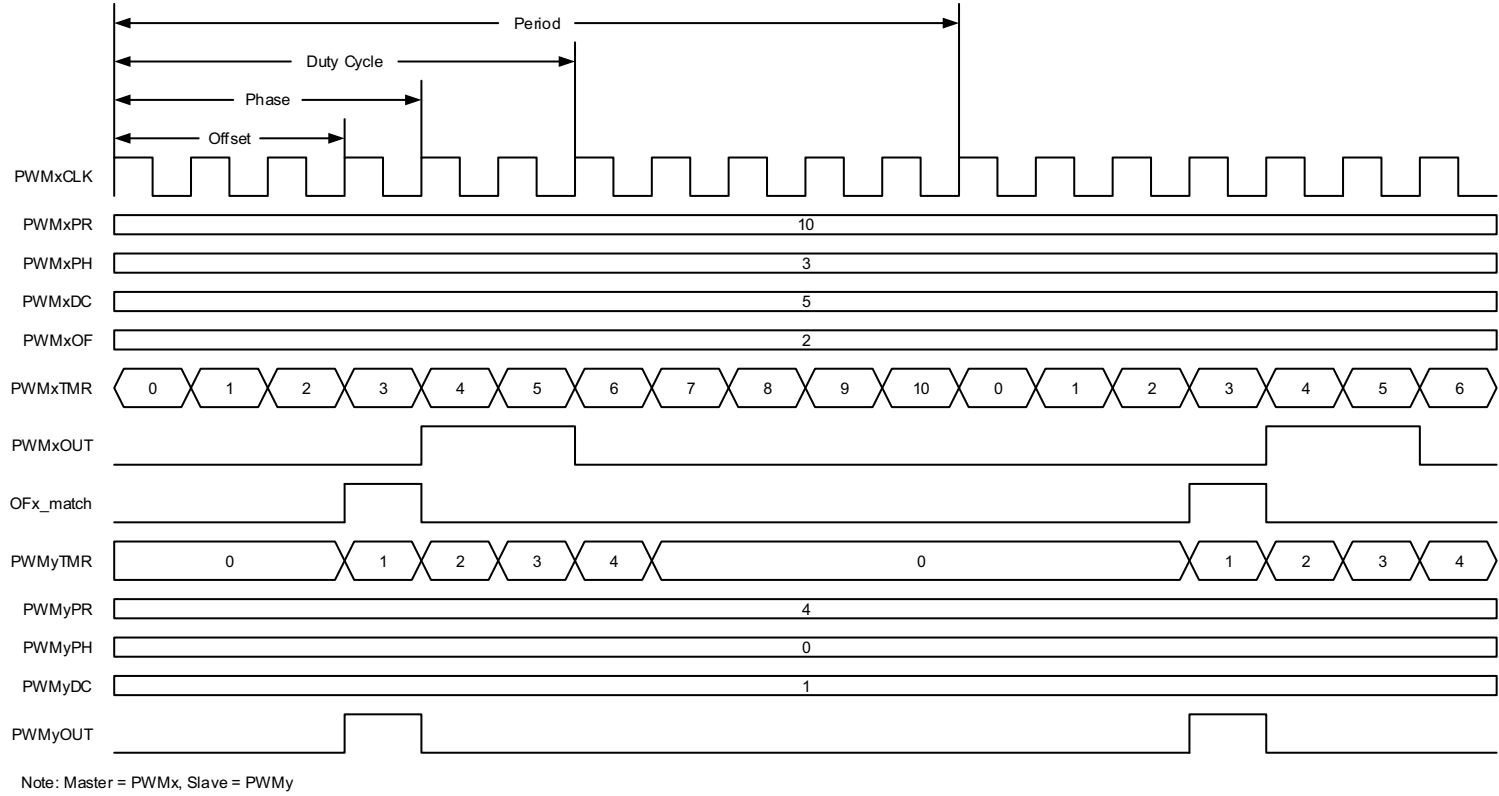 Period
Duty Cycle
Phase
Offset
PWMxCLK
PWMxPR 10
PWMxPH 3
PWMxDC 5
PWMxOF 2
PWMxTMR 0 1 2 3 4 5 6 7 8 9 10 0 1 2 3 4 5 6
PWMxOUT
OFx_match
PWMyTMR 0 1 2 3 4 0 1 2 3 4
PWMyPR 4
PWMyPH 0
PWMyDC 1
PWMyOUT
Note: Master = PWMx, Slave = PWMy